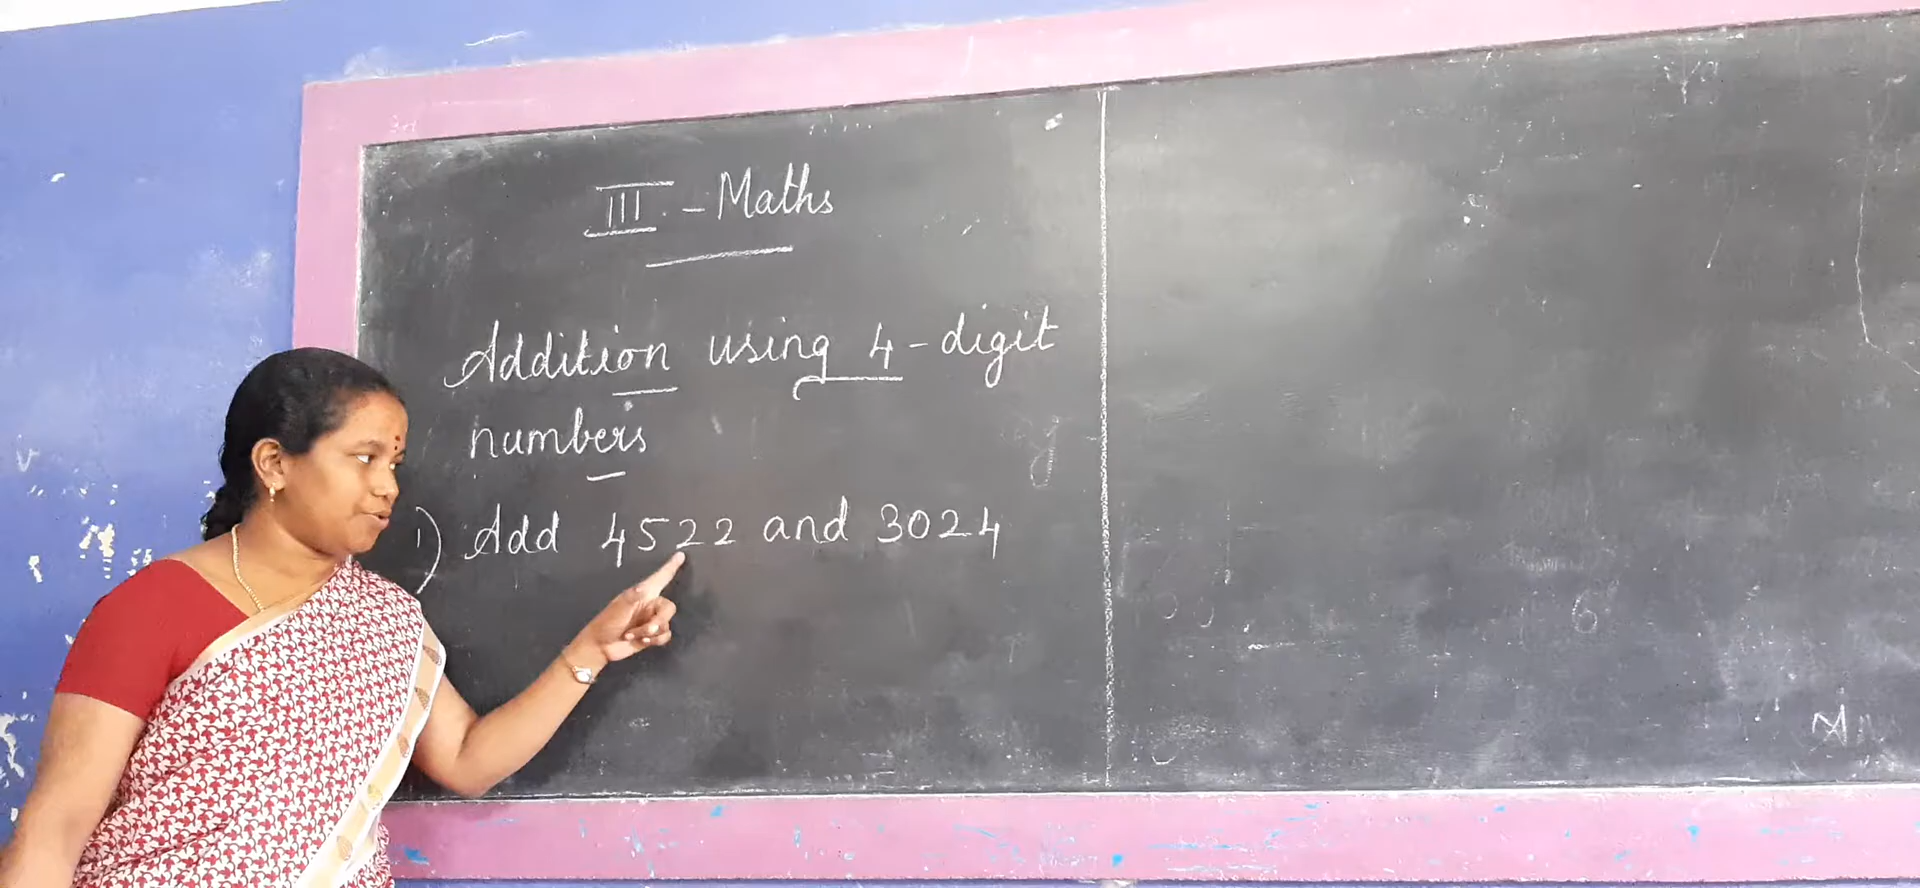 III - Maths
Addition using 4-digit
numbers
1) Add 4522 and 3024